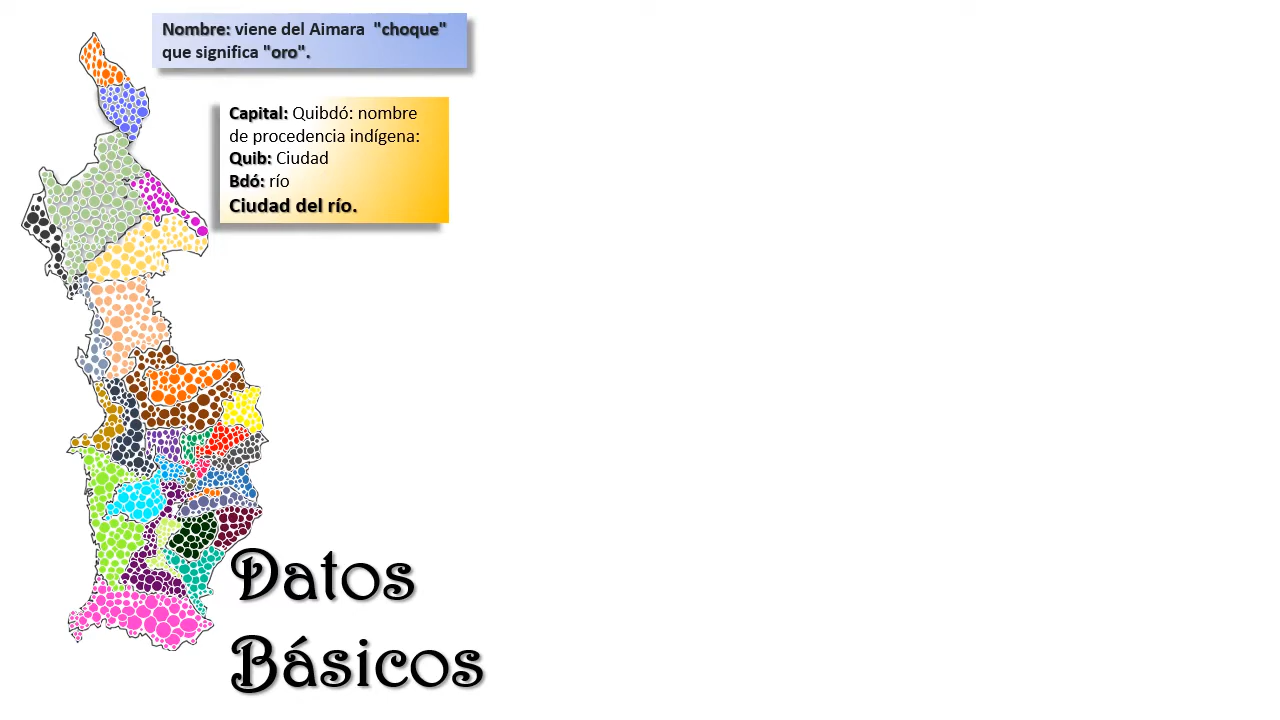 Nombre: viene del Aimara "choque"
que significa "oro".
Capital: Quibdó: nombre
de procedencia indígena:
Quib: Ciudad
Bdó: río
Ciudad del río.
Datos
Básicos